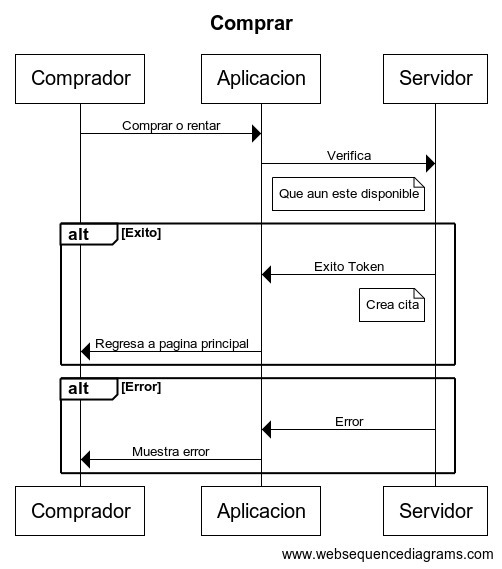 Comprar
Comprador Aplicacion Servidor
Comprar o rentar
Verifica
Que aun este disponible
alt [Exito]
Exito Token
Crea cita
Regresa a pagina principal
alt [Error]
Error
Muestra error
Comprador Aplicacion Servidor
www.websequencediagrams.com